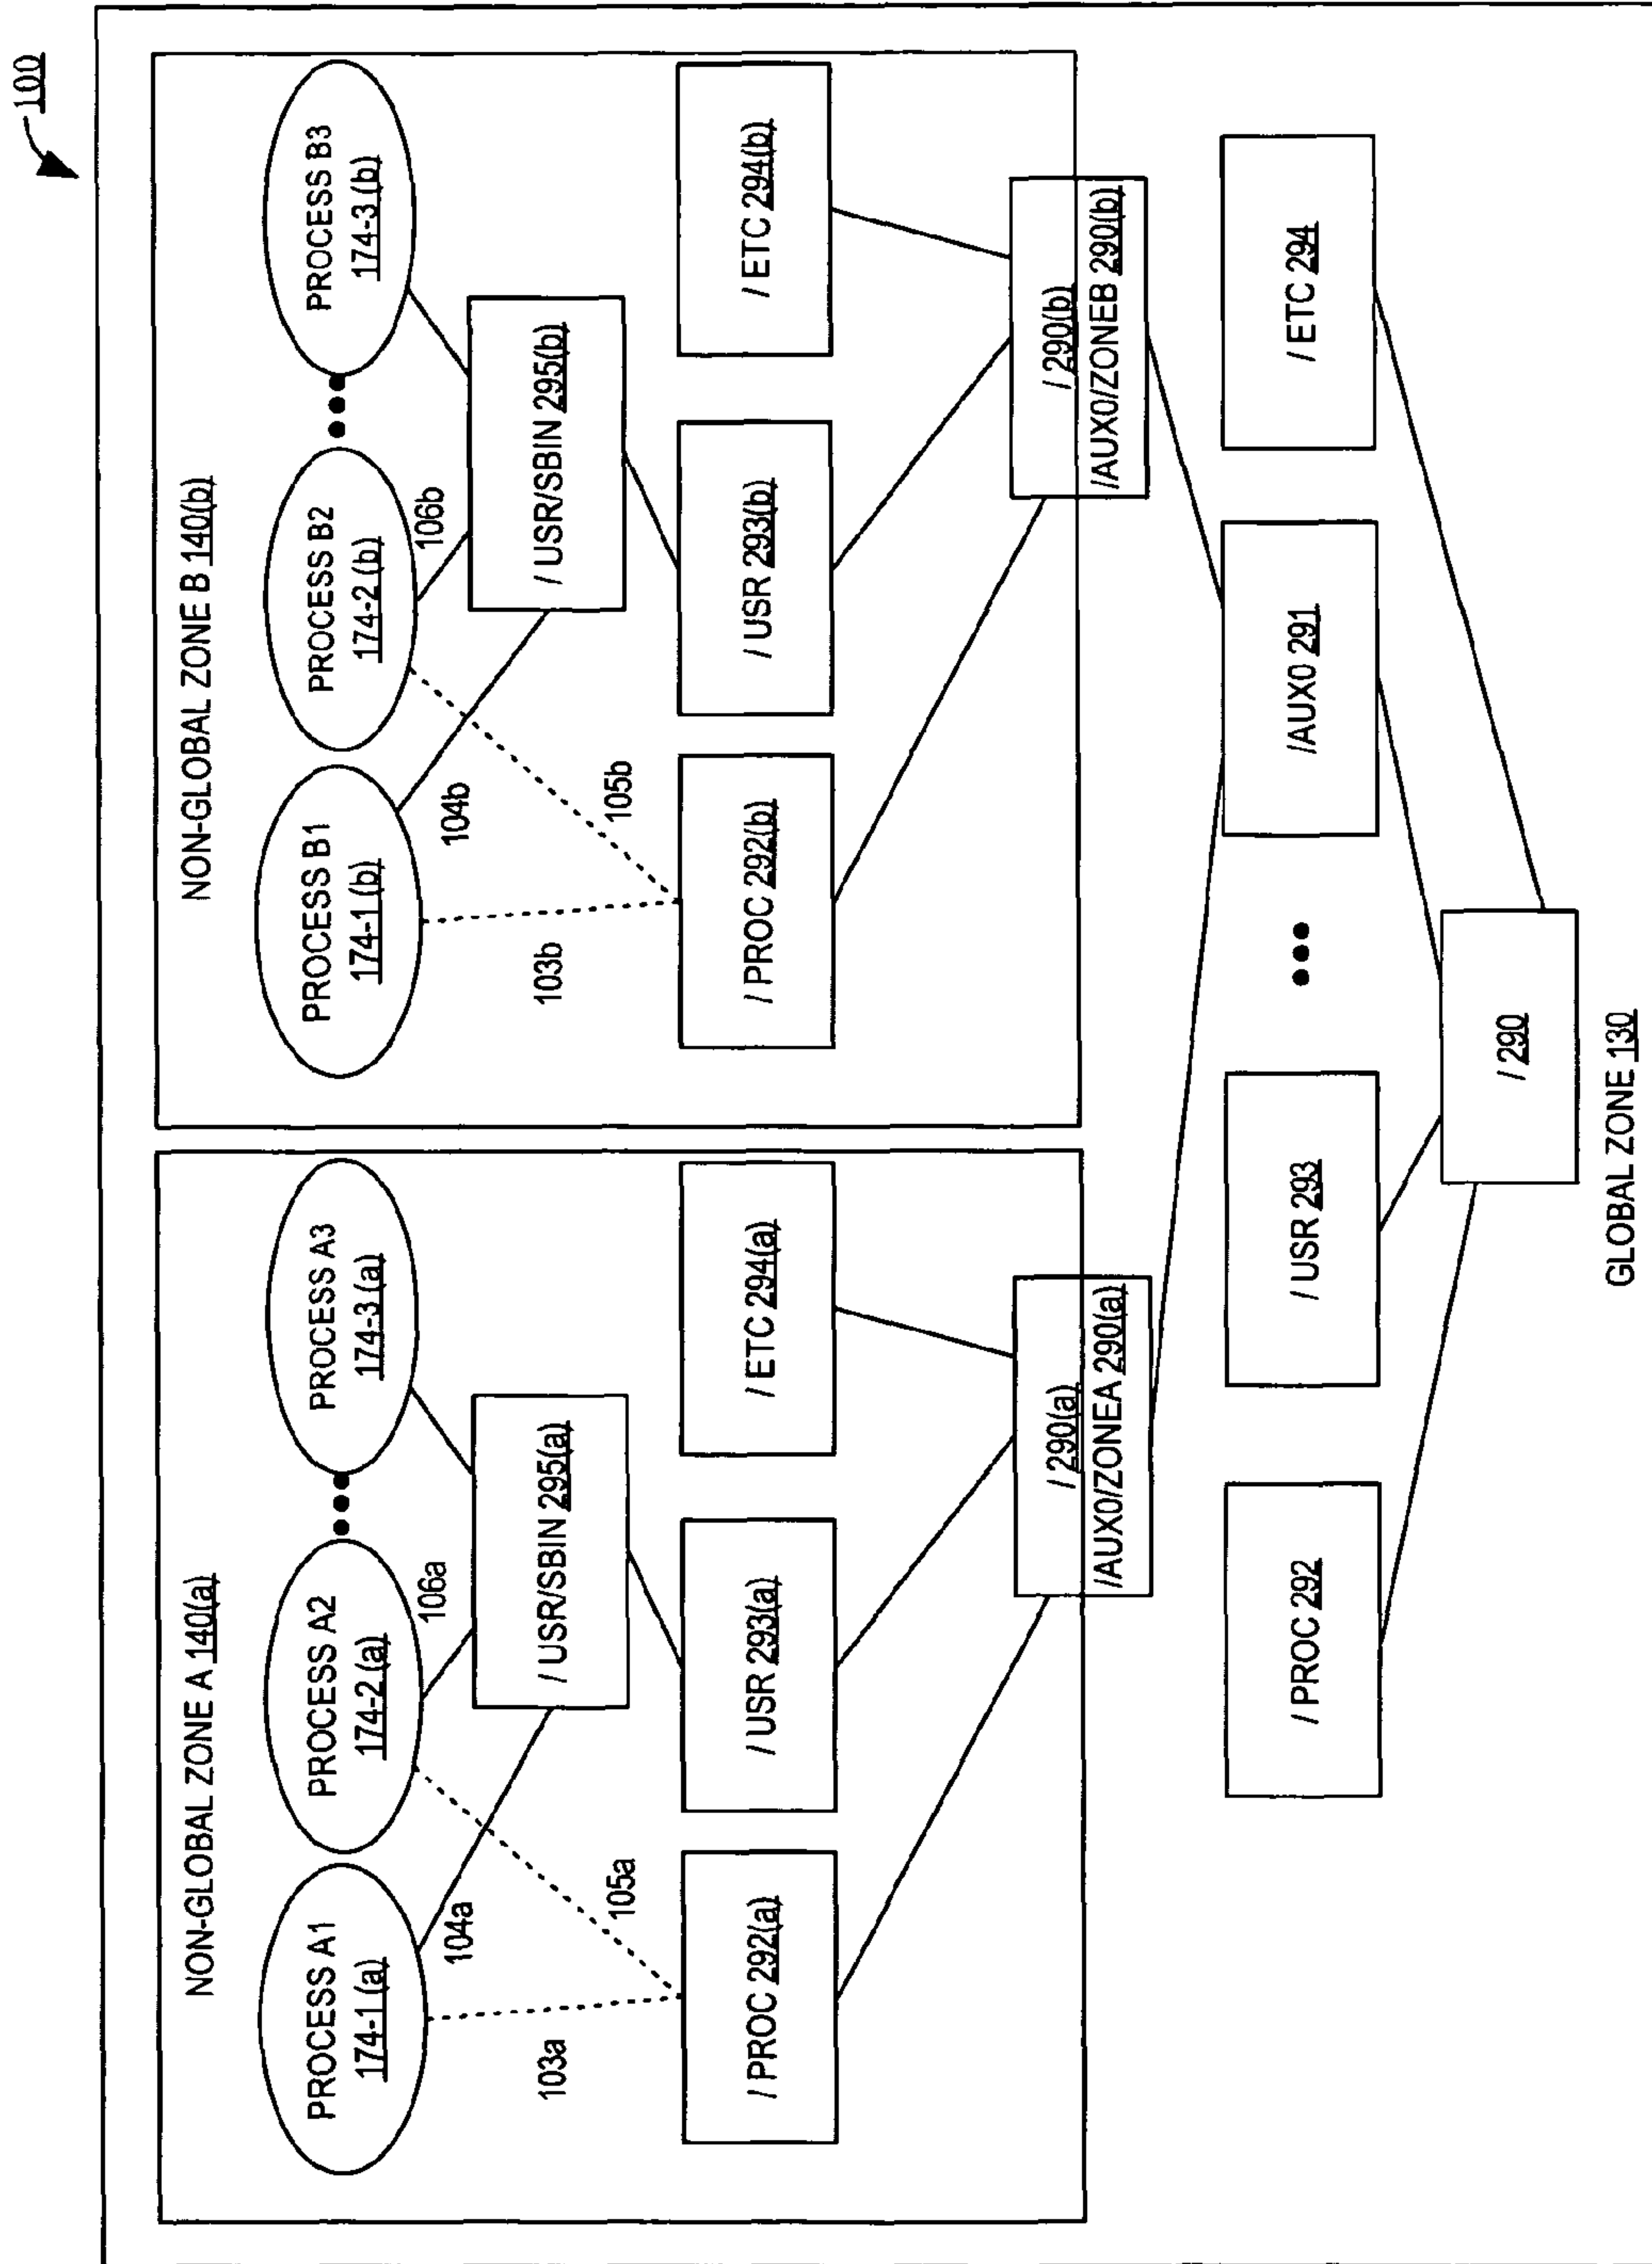 100
NON-GLOBAL ZONE A 140(a)
PROCESS A1
174-1 (a)
PROCESS A2
174-2 (a)
PROCESS A3
174-3 (a)
103a
104a
105a
106a
/ USR/SBIN 295(a)
/ PROC 292(a)
/ USR 293(a)
/ ETC 294(a)
/ 290(a)
/AUX0/ZONEA 290(a)
NON-GLOBAL ZONE B 140(b)
PROCESS B1
174-1 (b)
PROCESS B2
174-2 (b)
PROCESS B3
174-3 (b)
103b
104b
105b
106b
/ USR/SBIN 295(b)
/ PROC 292(b)
/ USR 293(b)
/ ETC 294(b)
/ 290(b)
/AUX0/ZONEB 290(b)
/ PROC 292
/ USR 293
/AUX0 291
/ ETC 294
/ 290
GLOBAL ZONE 130